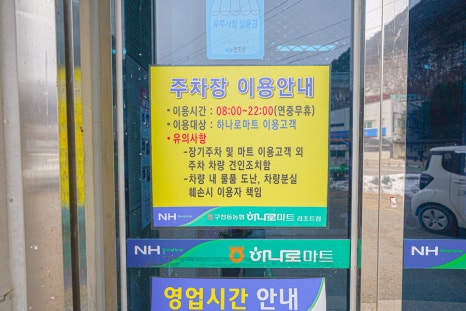 주차장 이용안내
• 이용시간 : 08:00~22:00(연중무휴)
• 이용대상 : 하나로마트 이용고객
• 유의사항
-장기주차 및 마트 이용고객 외
주차 차량 견인조치함
-차량 내 물품 도난, 차량분실
훼손시 이용자 책임
NH 구천동농협 하나로마트
NH 하나로마트
NH
영업시간 안내